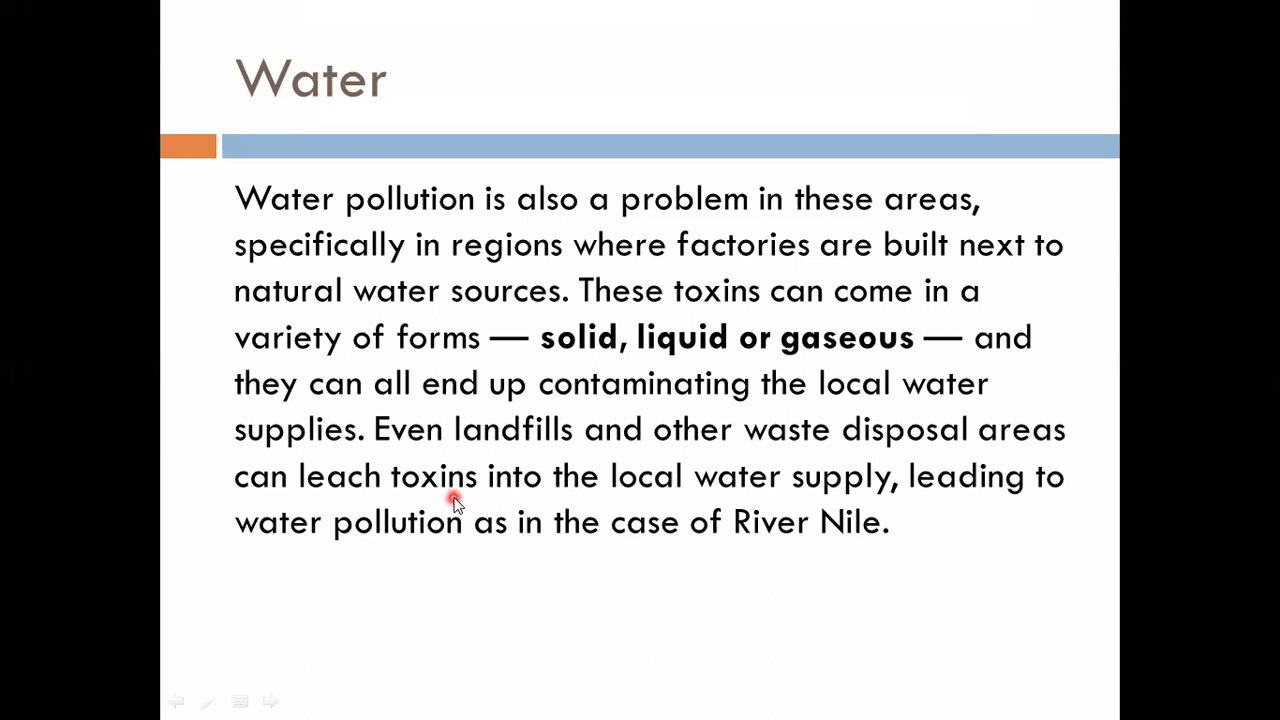 Water
Water pollution is also a problem in these areas,
specifically in regions where factories are built next to
natural water sources. These toxins can come in a
variety of forms — solid, liquid or gaseous — and
they can all end up contaminating the local water
supplies. Even landfills and other waste disposal areas
can leach toxins into the local water supply, leading to
water pollution as in the case of River Nile.